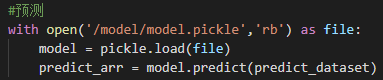 #预测
with open('/model/model.pickle','rb') as file:
    model = pickle.load(file)
    predict_arr = model.predict(predict_dataset)